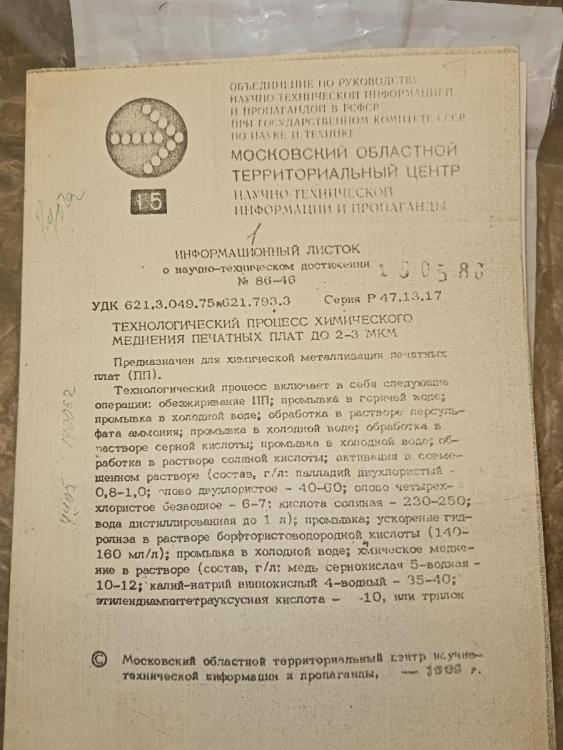 ОБЪЕДИНЕНИЕ ПО РУКОВОДСТВУ
НАУЧНО-ТЕХНИЧЕСКОЙ ИНФОРМАЦИЕЙ
И ПРОПАГАНДОЙ В РСФСР
ПРИ ГОСУДАРСТВЕННОМ КОМИТЕТЕ СССР
ПО НАУКЕ И ТЕХНИКЕ
МОСКОВСКИЙ ОБЛАСТНОЙ
ТЕРРИТОРИАЛЬНЫЙ ЦЕНТР
НАУЧНО-ТЕХНИЧЕСКОЙ
ИНФОРМАЦИИ И ПРОПАГАНДЫ
15
1
ИНФОРМАЦИОННЫЙ ЛИСТОК
о научно-техническом достижении
№ 86-46
УДК 621.3.049.75:621.793.3 Серия Р 47.13.17
ТЕХНОЛОГИЧЕСКИЙ ПРОЦЕСС ХИМИЧЕСКОГО
МЕДНЕНИЯ ПЕЧАТНЫХ ПЛАТ ДО 2-3 МКМ
Предназначен для химической металлизации печатных
плат (ПП).
Технологический процесс включает в себя следующие
операции: обезжиривание ПП; промывка в горячей воде;
промывка в холодной воде; обработка в растворе персуль-
фата аммония; промывка в холодной воде; обработка в
растворе серной кислоты; промывка в холодной воде; об-
работка в растворе соляной кислоты; активация в совме-
щенном растворе (состав, г/л: палладий двухлористый -
0,8-1,0; олово двухлористое - 40-60; олово четырех-
хлористое безводное - 6-7; кислота соляная - 230-250;
вода дистиллированная до 1 л); промывка; ускорение гид-
ролиза в растворе борфтористоводородной кислоты (140-
160 мл/л); промывка в холодной воде; химическое медне-
ние в растворе (состав, г/л: медь сернокислая 5-водная -
10-12; калий-натрий виннокислый 4-водный - 35-40;
этилендиаминтетрауксусная кислота - 10, или трилон
© Московский областной территориальный центр научно-
технической информации и пропаганды, г.